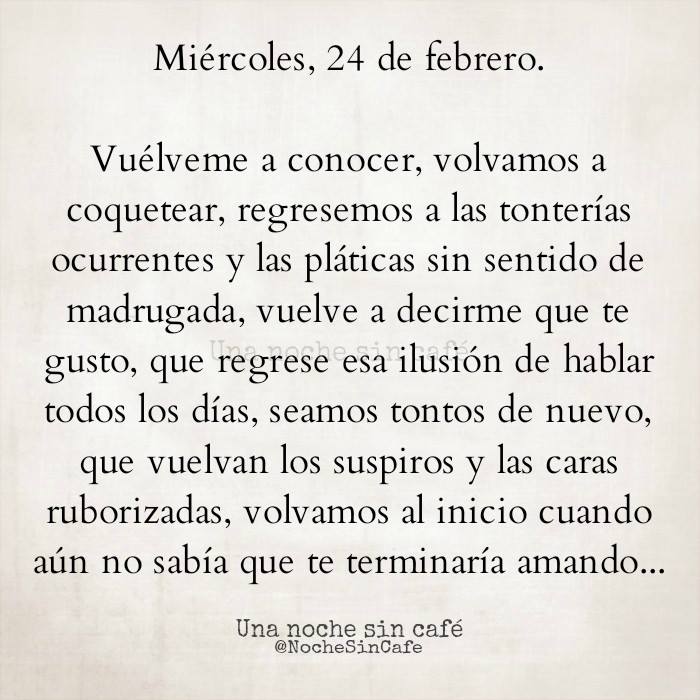 Miércoles, 24 de febrero.
Vuélveme a conocer, volvamos a
coquetear, regresemos a las tonterías
ocurrentes y las pláticas sin sentido de
madrugada, vuelve a decirme que te
gusto, que regrese esa ilusión de hablar
Una noche sin café
todos los días, seamos tontos de nuevo,
que vuelvan los suspiros y las caras
ruborizadas, volvamos al inicio cuando
aún no sabía que te terminaría amando...
Una noche sin café
@NocheSinCafe